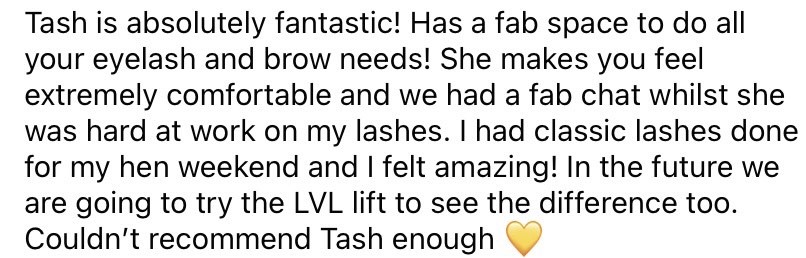 Tash is absolutely fantastic! Has a fab space to do all
your eyelash and brow needs! She makes you feel
extremely comfortable and we had a fab chat whilst she
was hard at work on my lashes. I had classic lashes done
for my hen weekend and I felt amazing! In the future we
are going to try the LVL lift to see the difference too.
Couldn’t recommend Tash enough 💛